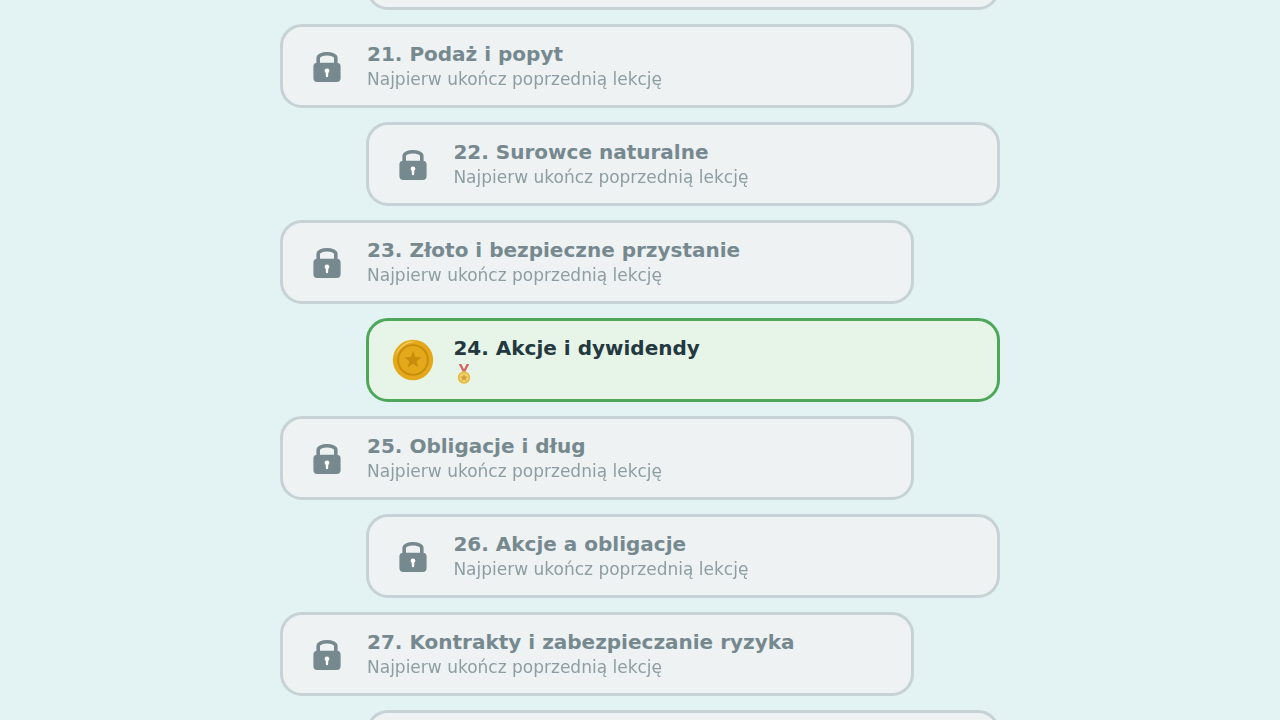 21. Podaż i popyt
Najpierw ukończ poprzednią lekcję
22. Surowce naturalne
Najpierw ukończ poprzednią lekcję
23. Złoto i bezpieczne przystanie
Najpierw ukończ poprzednią lekcję
24. Akcje i dywidendy
25. Obligacje i dług
Najpierw ukończ poprzednią lekcję
26. Akcje a obligacje
Najpierw ukończ poprzednią lekcję
27. Kontrakty i zabezpieczanie ryzyka
Najpierw ukończ poprzednią lekcję